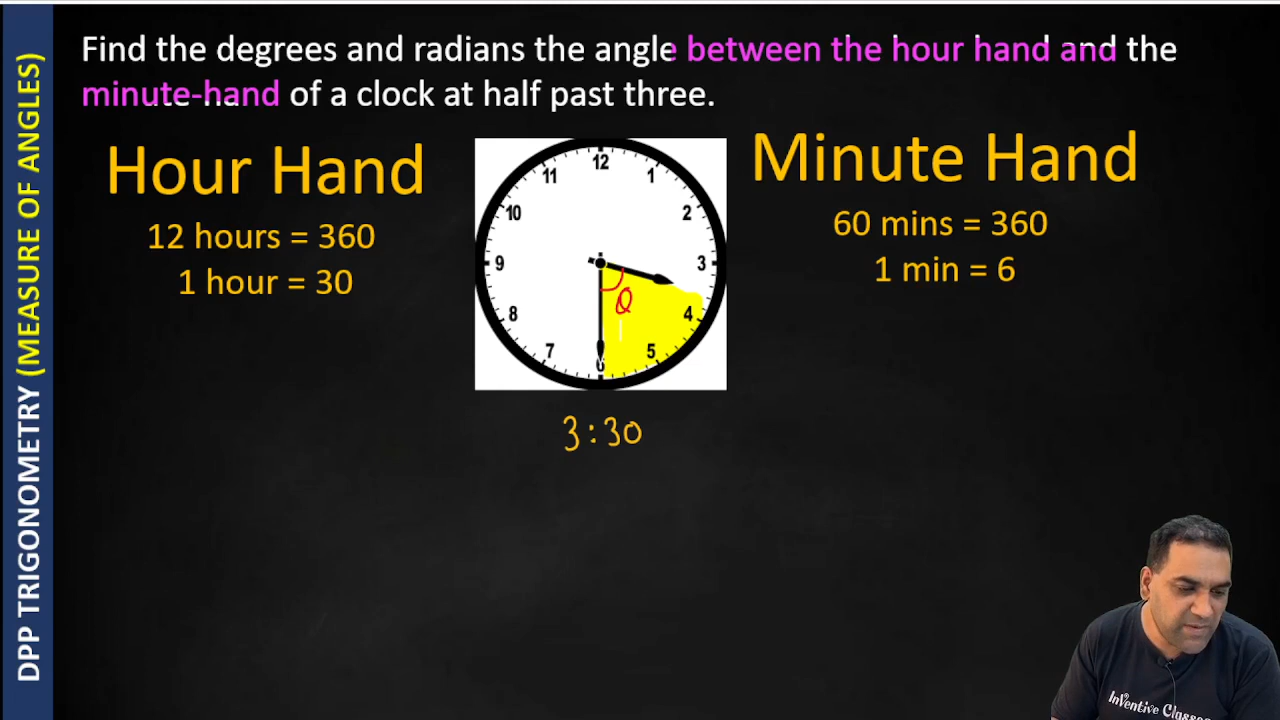 DPP TRIGONOMETRY (MEASURE OF ANGLES)
Find the degrees and radians the angle between the hour hand and the
minute-hand of a clock at half past three.
Hour Hand
12 hours = 360
1 hour = 30
12
1
2
3
4
5
6
7
8
9
10
11
θ
3:30
Minute Hand
60 mins = 360
1 min = 6
InVentive Classes